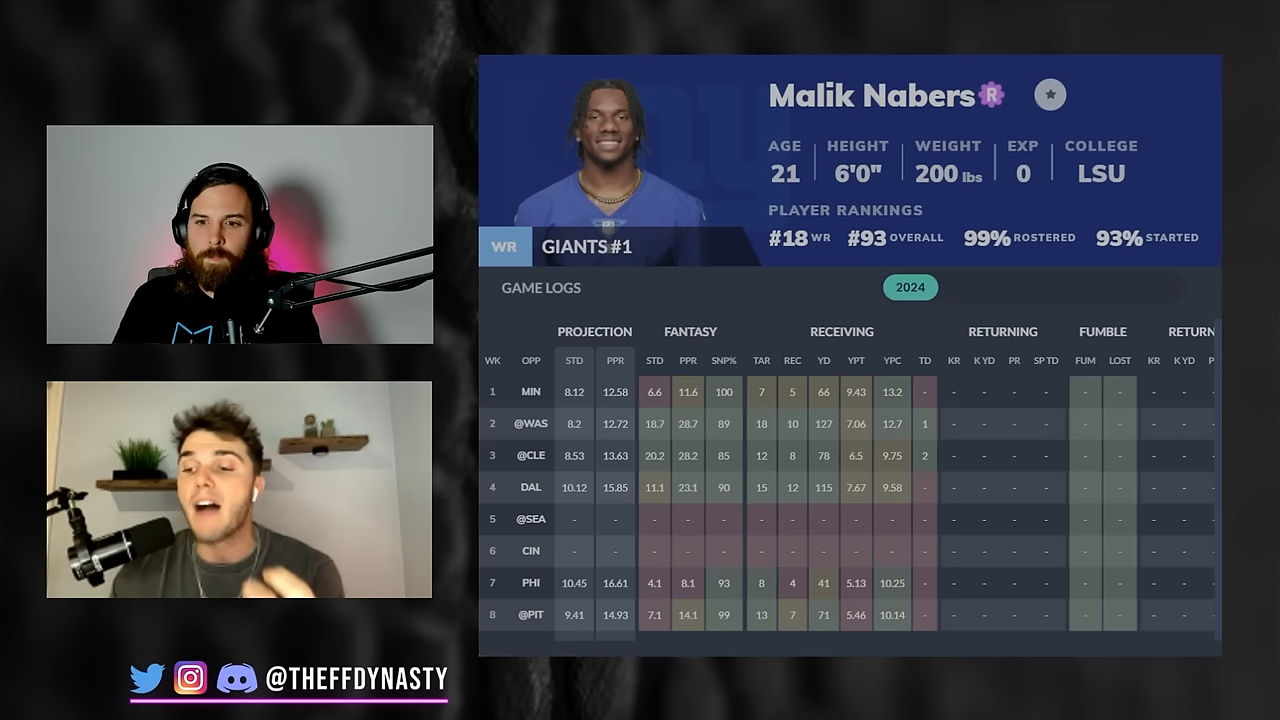 Malik Nabers R
AGE HEIGHT WEIGHT EXP COLLEGE
21 6'0" 200 lbs 0 LSU
PLAYER RANKINGS
#18 WR #93 OVERALL 99% ROSTERED 93% STARTED
WR GIANTS #1
GAME LOGS 2024
PROJECTION FANTASY RECEIVING RETURNING FUMBLE RETURN
WK OPP STD PPR STD PPR SNP% TAR REC YD YPT YPC TD KR K YD PR SP TD FUM LOST KR K YD P
1 MIN 8.12 12.58 6.6 11.6 100 7 5 66 9.43 13.2 - - - - - - - - - -
2 @WAS 8.2 12.72 18.7 28.7 89 18 10 127 7.06 12.7 1 - - - - - - - - -
3 @CLE 8.53 13.63 20.2 28.2 85 12 8 78 6.5 9.75 2 - - - - - - - - -
4 DAL 10.12 15.85 11.1 23.1 90 15 12 115 7.67 9.58 - - - - - - - - - -
5 @SEA - - - - - - - - - - - - - - - - - - - -
6 CIN - - - - - - - - - - - - - - - - - - - -
7 PHI 10.45 16.61 4.1 8.1 93 8 4 41 5.13 10.25 - - - - - - - - - -
8 @PIT 9.41 14.93 7.1 14.1 99 13 7 71 5.46 10.14 - - - - - - - - - -
@THEFFDYNASTY